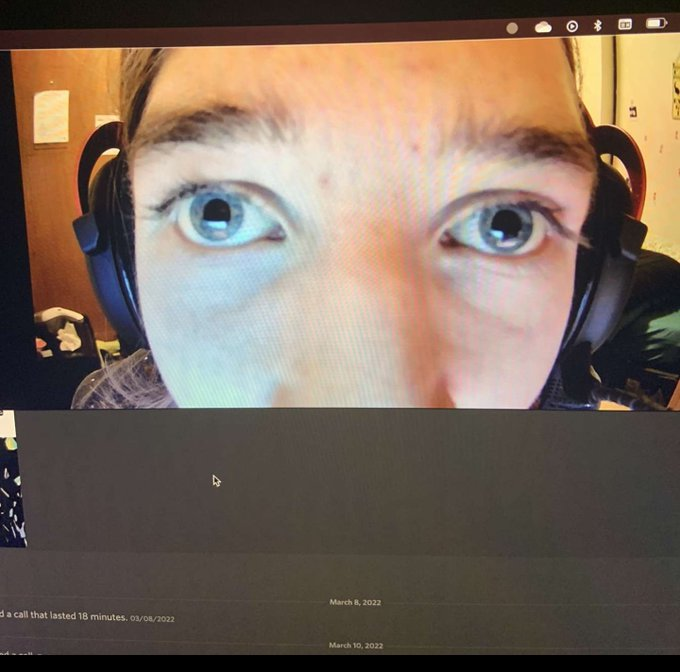 March 8, 2022
d a call that lasted 18 minutes. 03/08/2022
March 10, 2022